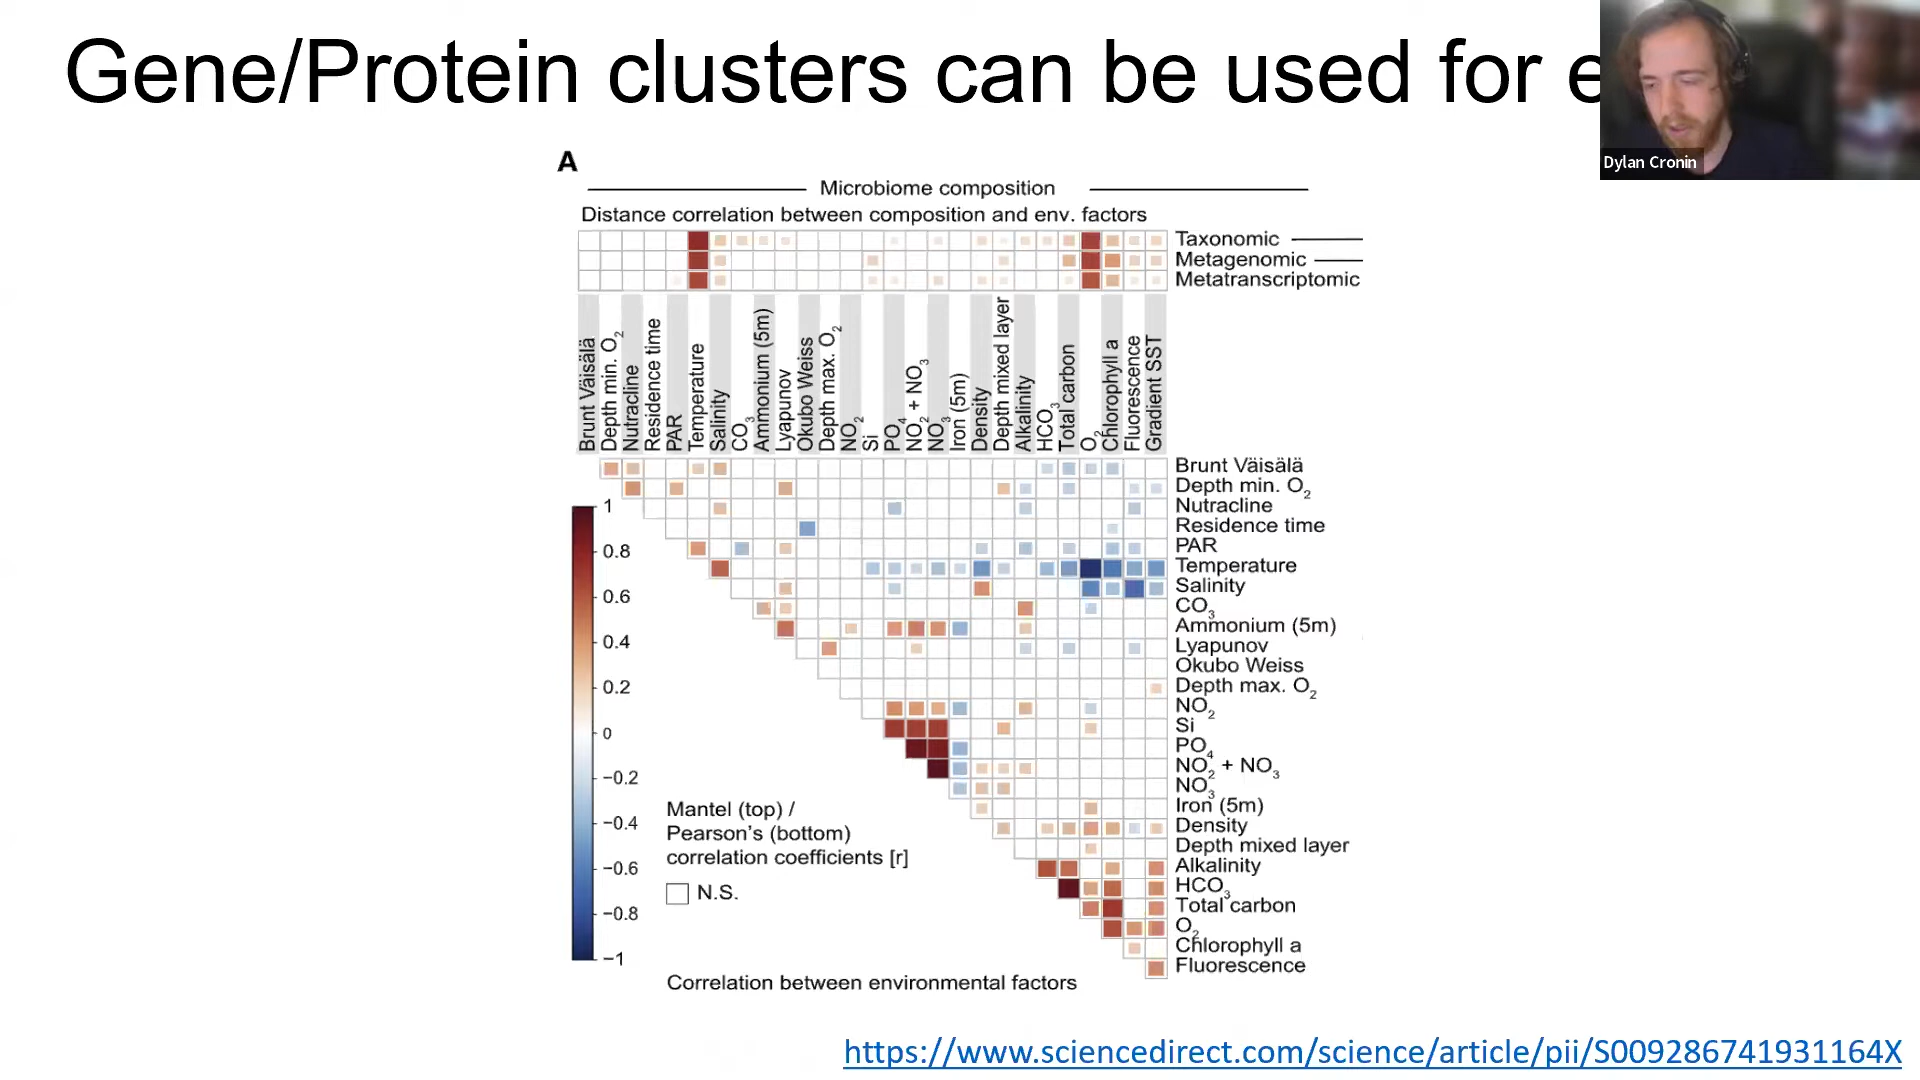 Gene/Protein clusters can be used for e
Dylan Cronin
A
Microbiome composition
Distance correlation between composition and env. factors
Taxonomic
Metagenomic
Metatranscriptomic
Brunt Väisälä
Depth min. O2
Nutracline
Residence time
PAR
Temperature
Salinity
CO3
Ammonium (5m)
Lyapunov
Okubo Weiss
Depth max. O2
NO2
Si
PO4
NO2 + NO3
NO3
Iron (5m)
Density
Depth mixed layer
Alkalinity
HCO3
Total carbon
O2
Chlorophyll a
Fluorescence
Gradient SST
Brunt Väisälä
Depth min. O2
Nutracline
Residence time
PAR
Temperature
Salinity
CO3
Ammonium (5m)
Lyapunov
Okubo Weiss
Depth max. O2
NO2
Si
PO4
NO2 + NO3
NO3
Iron (5m)
Density
Depth mixed layer
Alkalinity
HCO3
Total carbon
O2
Chlorophyll a
Fluorescence
1
0.8
0.6
0.4
0.2
0
−0.2
−0.4
−0.6
−0.8
−1
Mantel (top) /
Pearson's (bottom)
correlation coefficients [r]
N.S.
Correlation between environmental factors
https://www.sciencedirect.com/science/article/pii/S009286741931164X